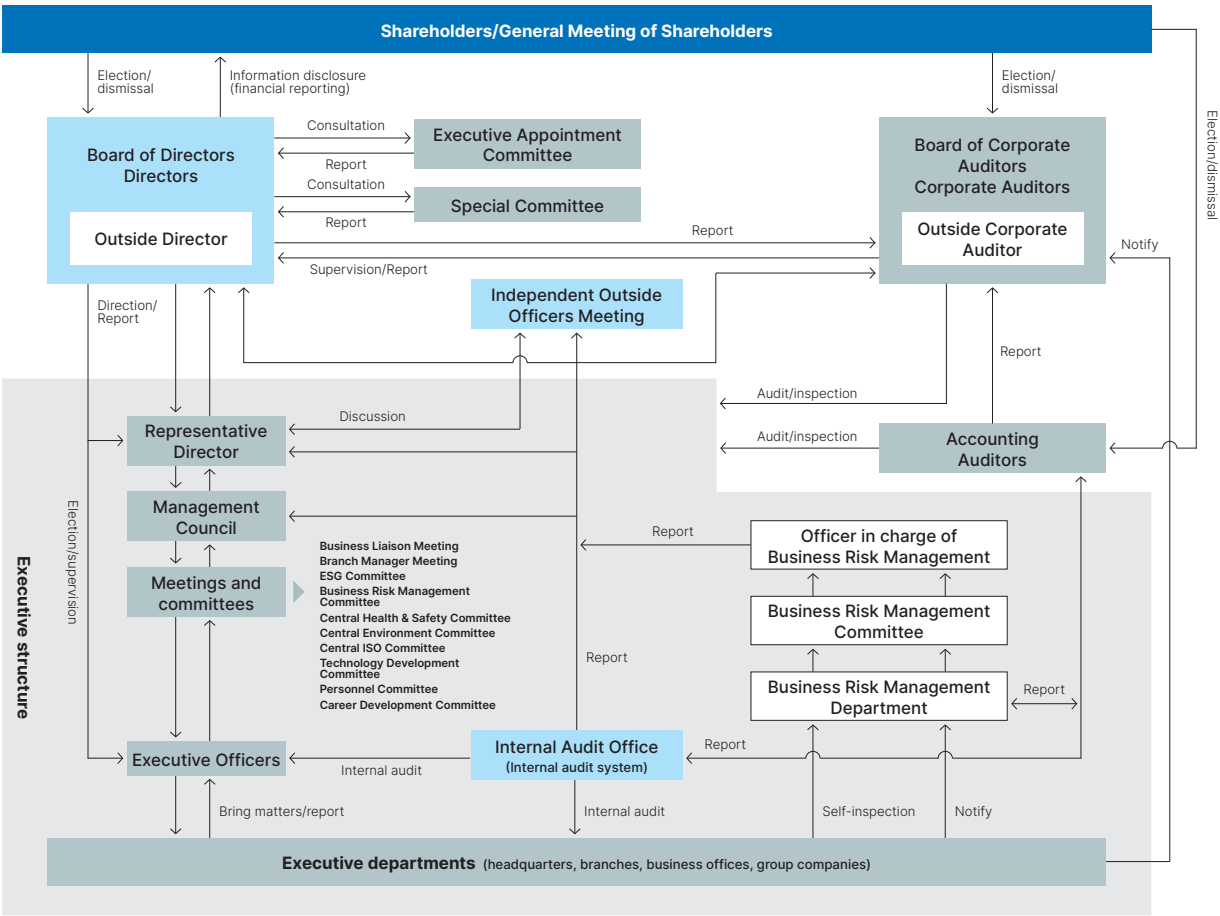 Shareholders/General Meeting of Shareholders
Election/
dismissal
Information disclosure
(financial reporting)
Election/
dismissal
Election/dismissal
Board of Directors
Directors
Outside Director
Consultation
Report
Executive Appointment
Committee
Consultation
Report
Special Committee
Board of Corporate
Auditors
Corporate Auditors
Outside Corporate
Auditor
Report
Supervision/Report
Notify
Direction/
Report
Independent Outside
Officers Meeting
Report
Audit/inspection
Discussion
Representative
Director
Audit/inspection
Accounting
Auditors
Management
Council
Election/supervision
Executive structure
Meetings and
committees
Business Liaison Meeting
Branch Manager Meeting
ESG Committee
Business Risk Management
Committee
Central Health & Safety Committee
Central Environment Committee
Central ISO Committee
Technology Development
Committee
Personnel Committee
Career Development Committee
Report
Officer in charge of
Business Risk Management
Business Risk Management
Committee
Report
Business Risk Management
Department
Report
Executive Officers
Internal audit
Internal Audit Office
(Internal audit system)
Report
Bring matters/report
Internal audit
Self-inspection
Notify
Executive departments (headquarters, branches, business offices, group companies)